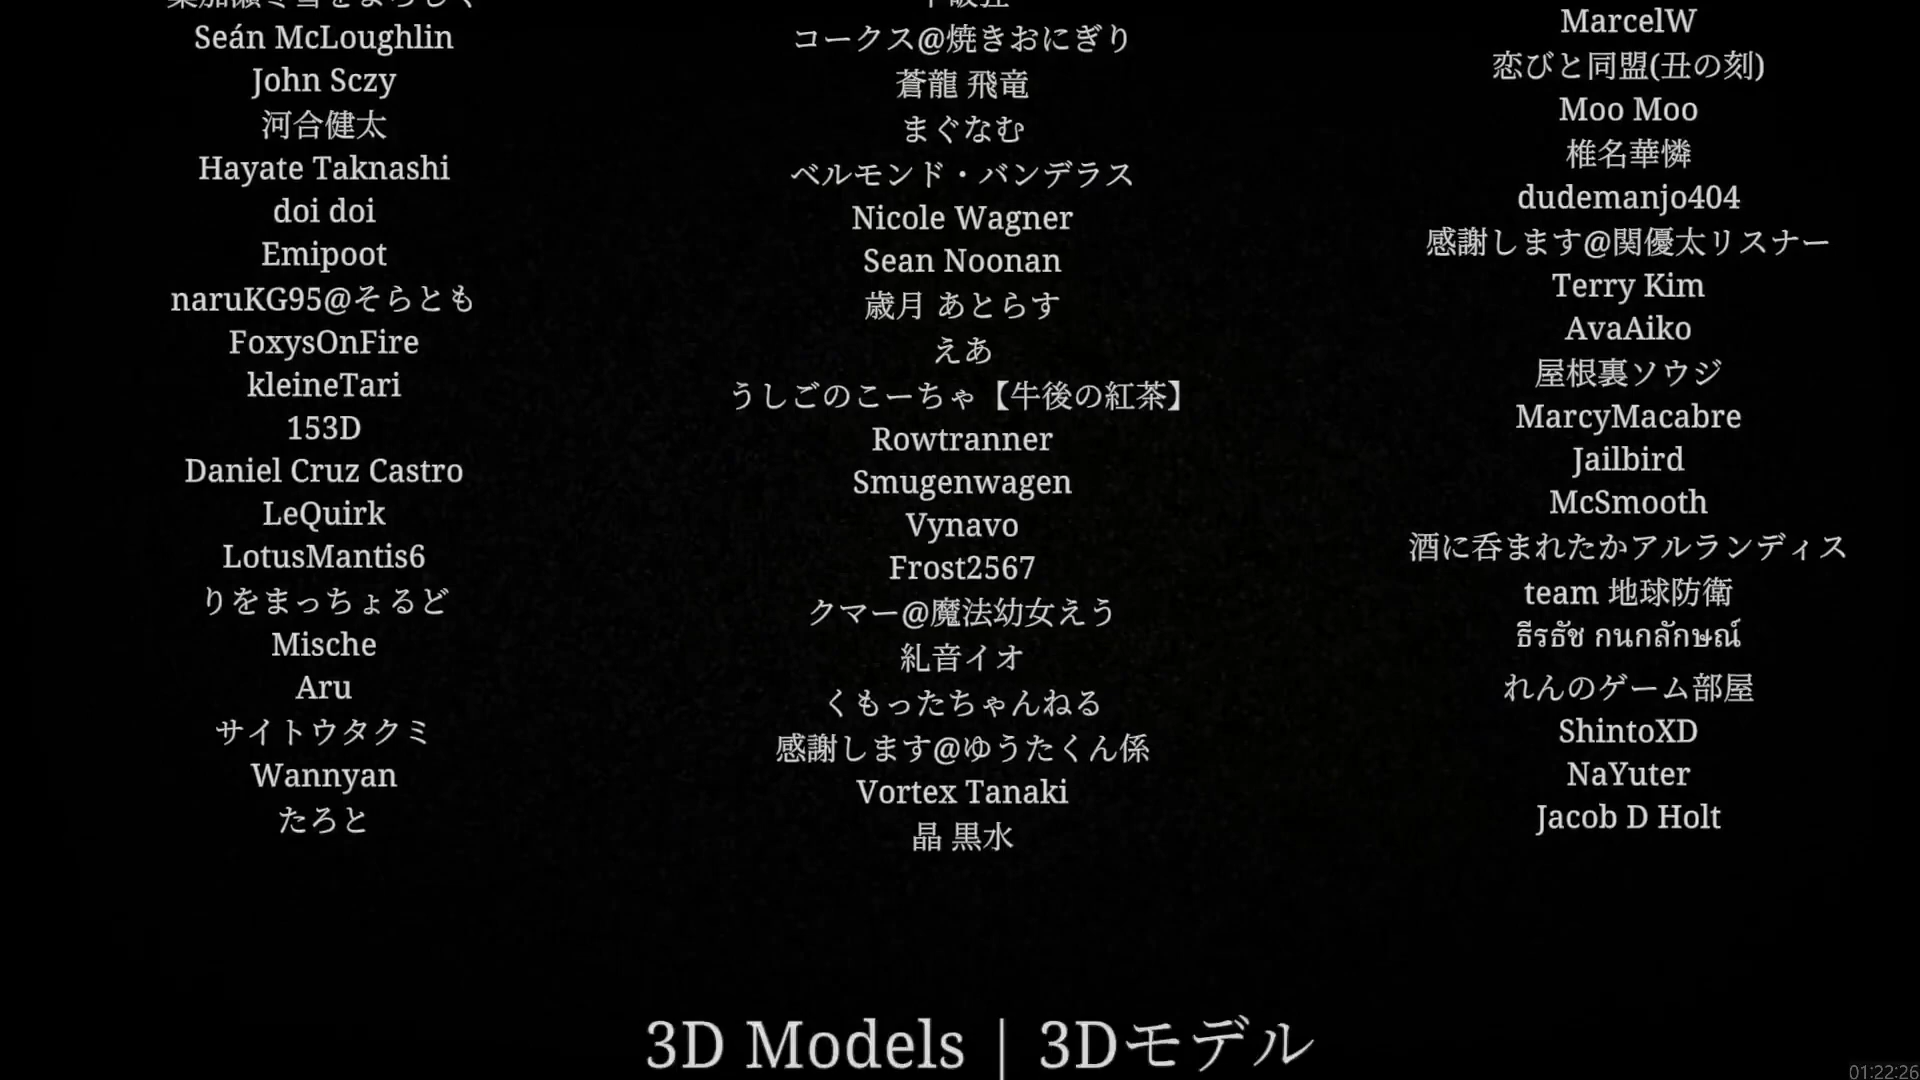 Seán McLoughlin
John Sczy
河合健太
Hayate Taknashi
doi doi
Emipoot
naruKG95@そらとも
FoxysOnFire
kleineTari
153D
Daniel Cruz Castro
LeQuirk
LotusMantis6
りをまっちょるど
Mische
Aru
サイトウタクミ
Wannyan
たろと
コークス@焼きおにぎり
蒼龍 飛竜
まぐなむ
ベルモンド・バンデラス
Nicole Wagner
Sean Noonan
歳月 あとらす
えあ
うしごのこーちゃ【牛後の紅茶】
Rowtranner
Smugenwagen
Vynavo
Frost2567
クマー@魔法幼女えう
糺音イオ
くもったちゃんねる
感謝します@ゆうたくん係
Vortex Tanaki
晶 黒水
MarcelW
恋びと同盟(丑の刻)
Moo Moo
椎名華憐
dudemanjo404
感謝します@関優太リスナー
Terry Kim
AvaAiko
屋根裏ソウジ
MarcyMacabre
Jailbird
McSmooth
酒に呑まれたかアルランディス
team 地球防衛
ธีรธัช กนกลักษณ์
れんのゲーム部屋
ShintoXD
NaYuter
Jacob D Holt
3D Models | 3Dモデル
01:22:26